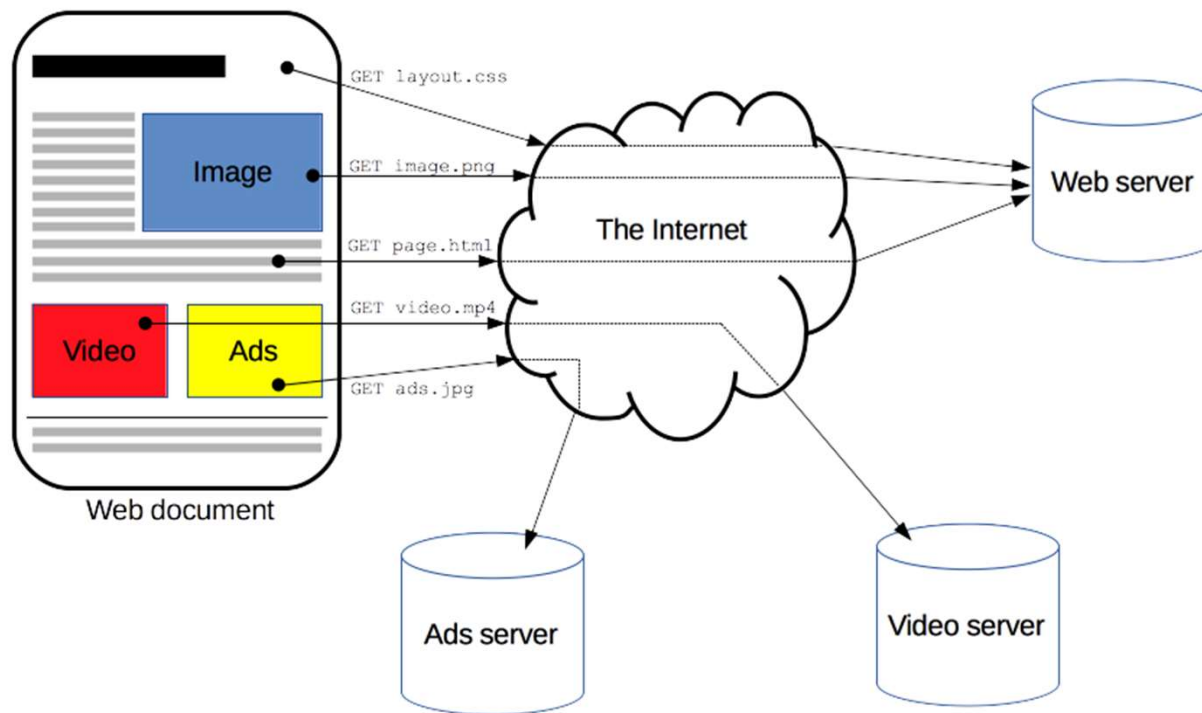 GET layout.css
Image
GET image.png
Web server
The Internet
GET page.html
GET video.mp4
Video
Ads
GET ads.jpg
Web document
Ads server
Video server